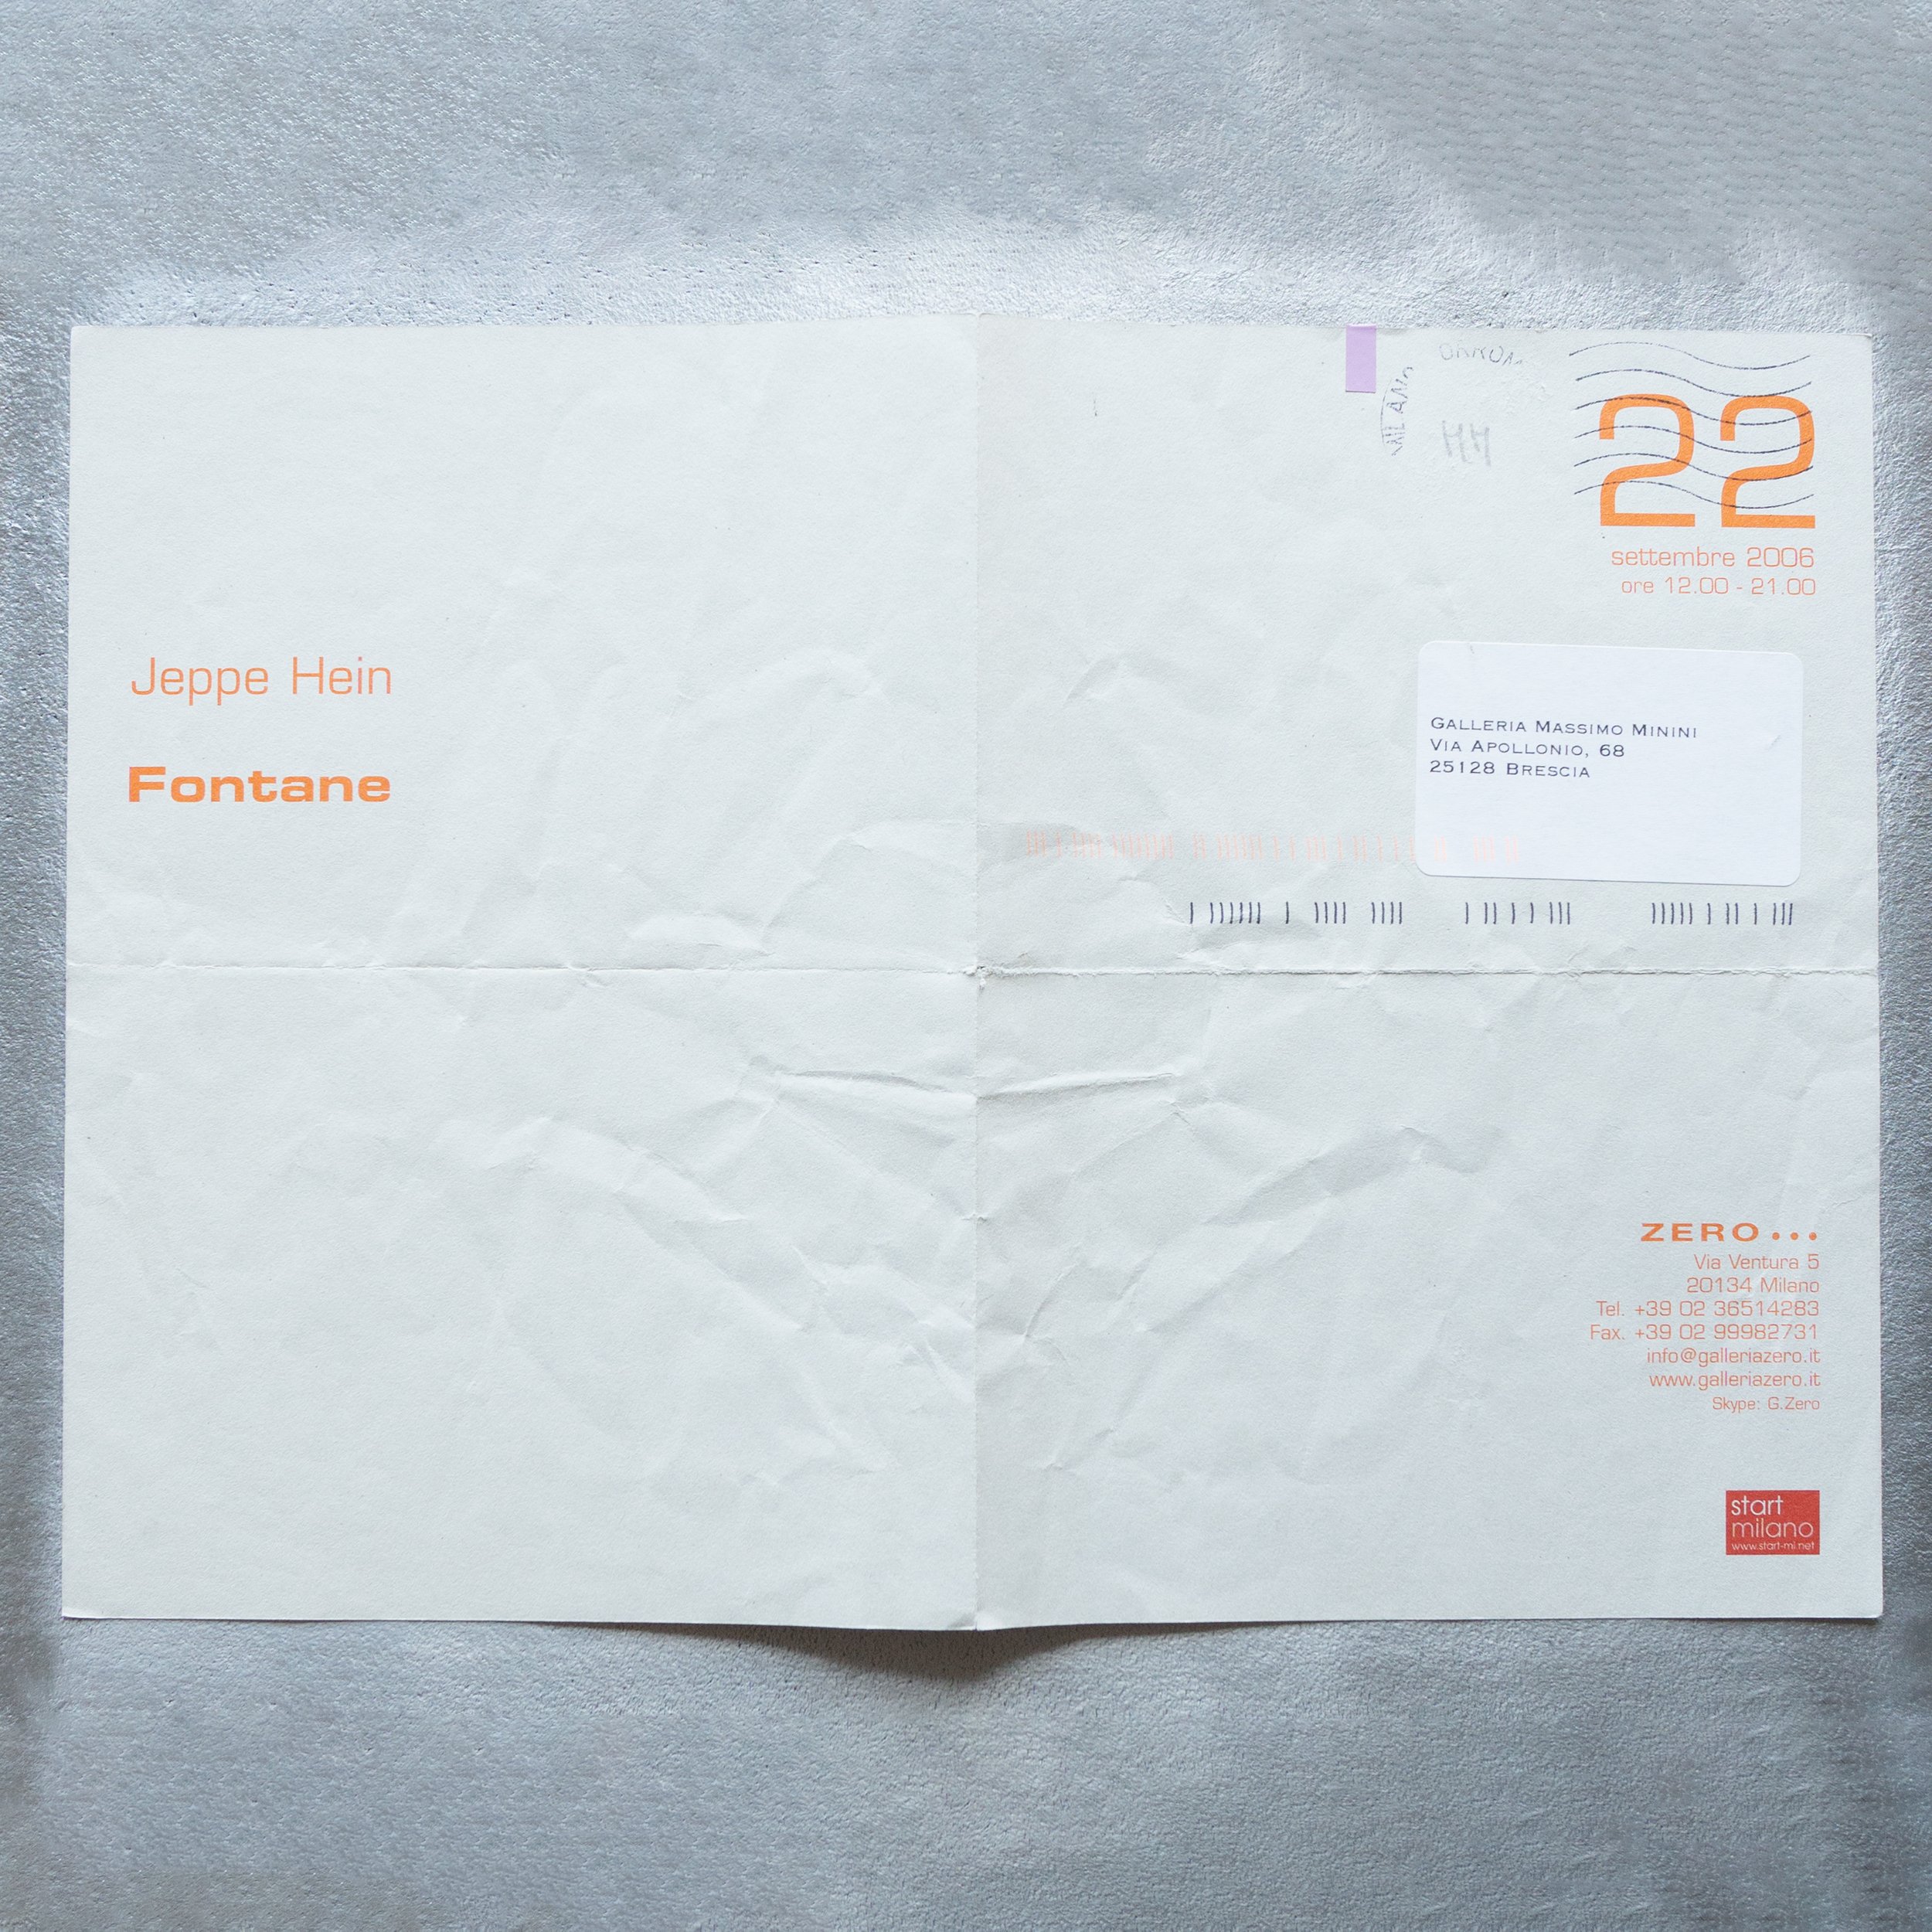 MILANO
22
settembre 2006
ore 12.00 - 21.00
Jeppe Hein
Fontane
GALLERIA MASSIMO MININI
VIA APOLLONIO, 68
25128 BRESCIA
ZERO...
Via Ventura 5
20134 Milano
Tel. +39 02 36514283
Fax. +39 02 99982731
info@galleriazero.it
www.galleriazero.it
Skype: G.Zero
start
milano
www.start-mi.net